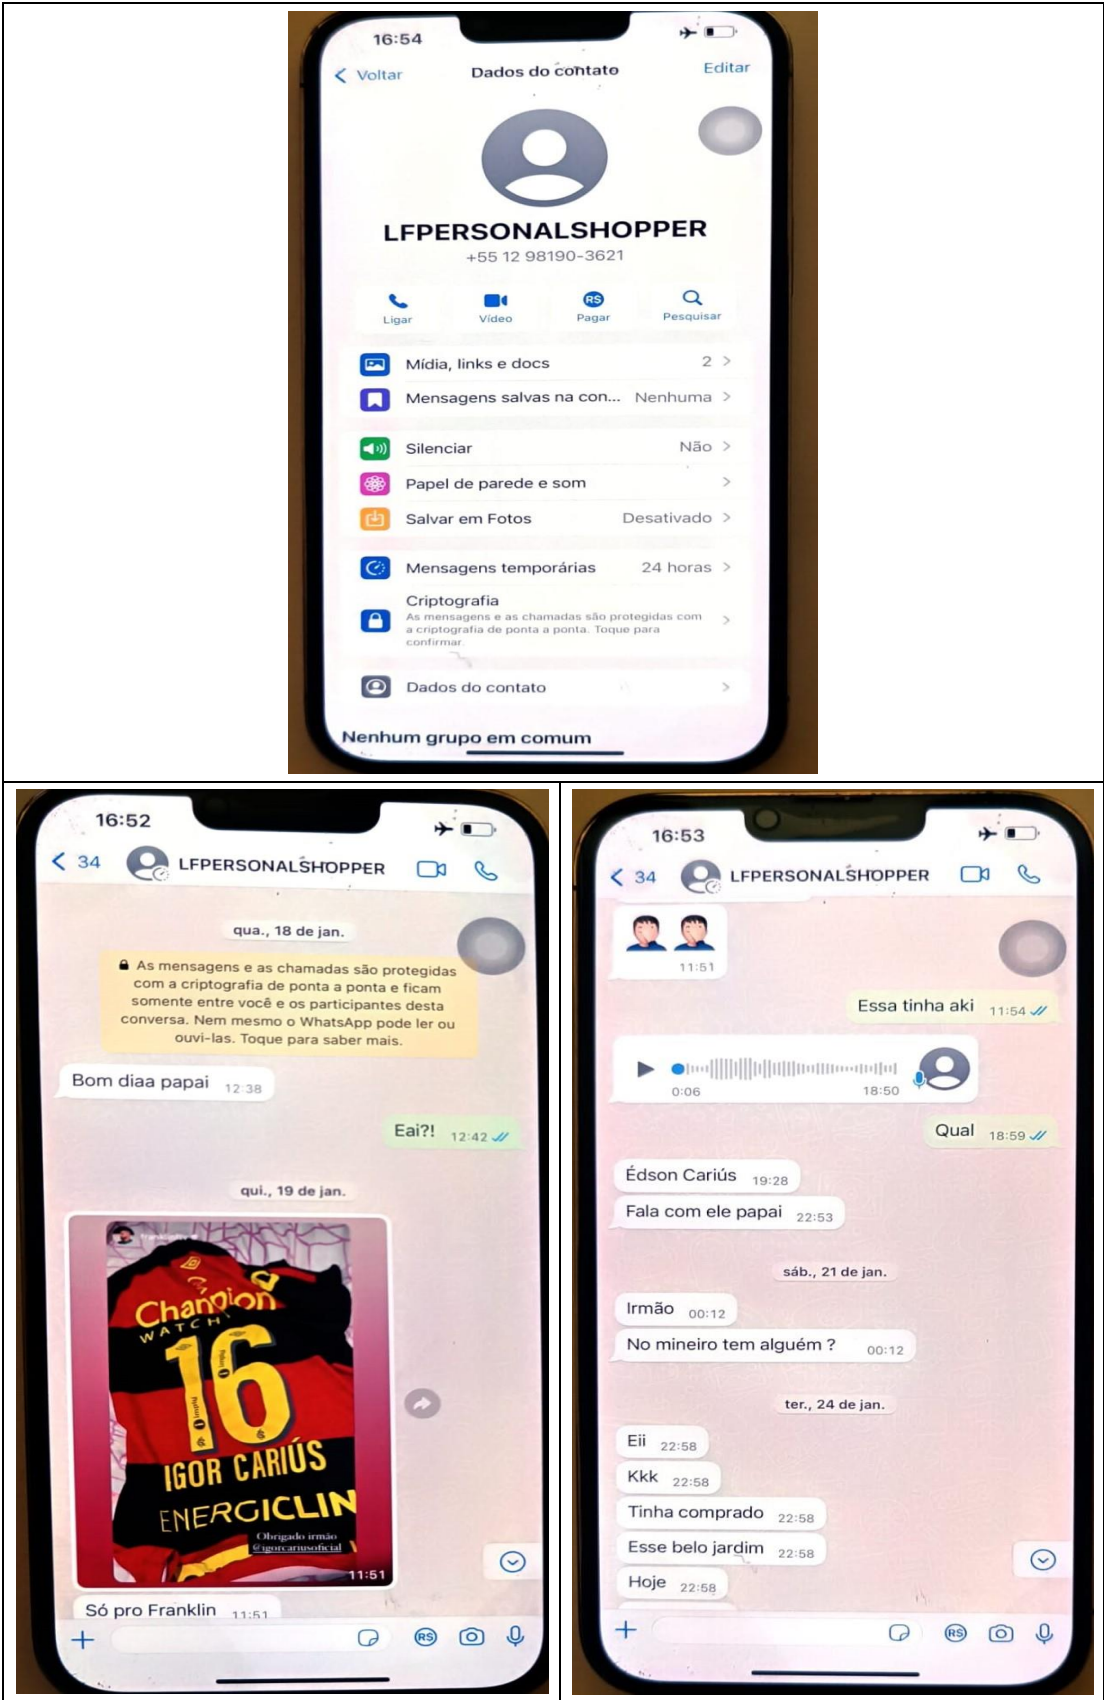 16:54
Voltar
Dados do contato
Editar
LFPERSONALSHOPPER
+55 12 98190-3621
Ligar
Vídeo
R$
Pagar
Pesquisar
Mídia, links e docs 2
Mensagens salvas na con... Nenhuma
Silenciar Não
Papel de parede e som
Salvar em Fotos Desativado
Mensagens temporárias 24 horas
Criptografia
As mensagens e as chamadas são protegidas com
a criptografia de ponta a ponta. Toque para
confirmar.
Dados do contato
Nenhum grupo em comum
16:52
34 LFPERSONALSHOPPER
qua., 18 de jan.
As mensagens e as chamadas são protegidas
com a criptografia de ponta a ponta e ficam
somente entre você e os participantes desta
conversa. Nem mesmo o WhatsApp pode ler ou
ouvi-las. Toque para saber mais.
Bom diaa papai 12:38
Eai?! 12:42
qui., 19 de jan.
Champion
WATCH
16
IGOR CARIÚS
ENERGICLIN
Obrigado irmão
@igorcariusoficial
11:51
Só pro Franklin 11:51
R$
16:53
34 LFPERSONALSHOPPER
11:51
Essa tinha aki 11:54
0:06 18:50
Qual 18:59
Édson Cariús 19:28
Fala com ele papai 22:53
sáb., 21 de jan.
Irmão 00:12
No mineiro tem alguém ? 00:12
ter., 24 de jan.
Eii 22:58
Kkk 22:58
Tinha comprado 22:58
Esse belo jardim 22:58
Hoje 22:58
R$